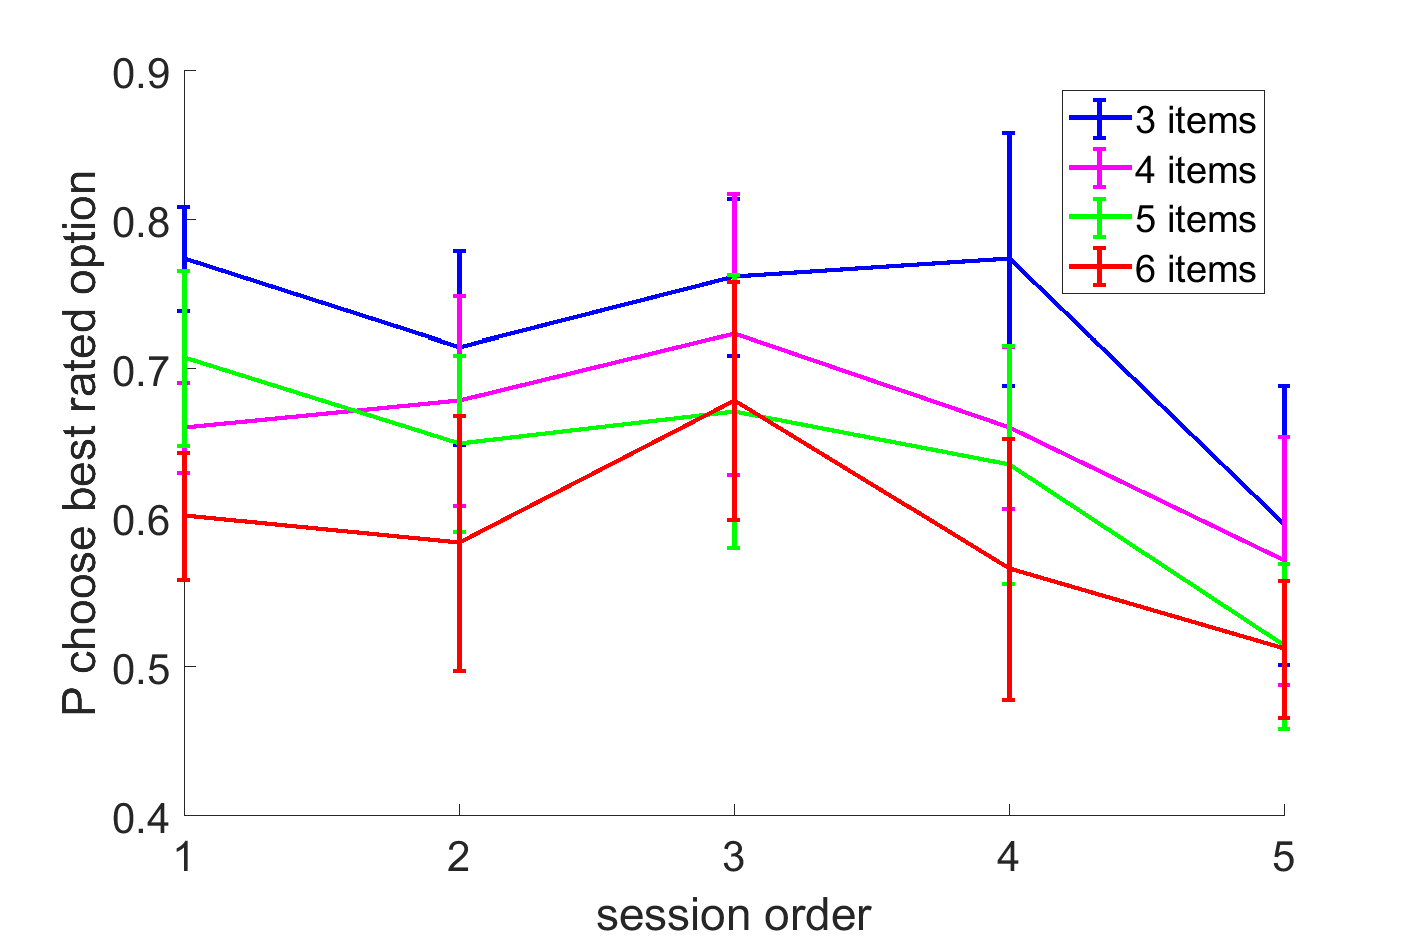 0.9
0.8
0.7
0.6
0.5
0.4
P choose best rated option
1 2 3 4 5
session order
3 items
4 items
5 items
6 items